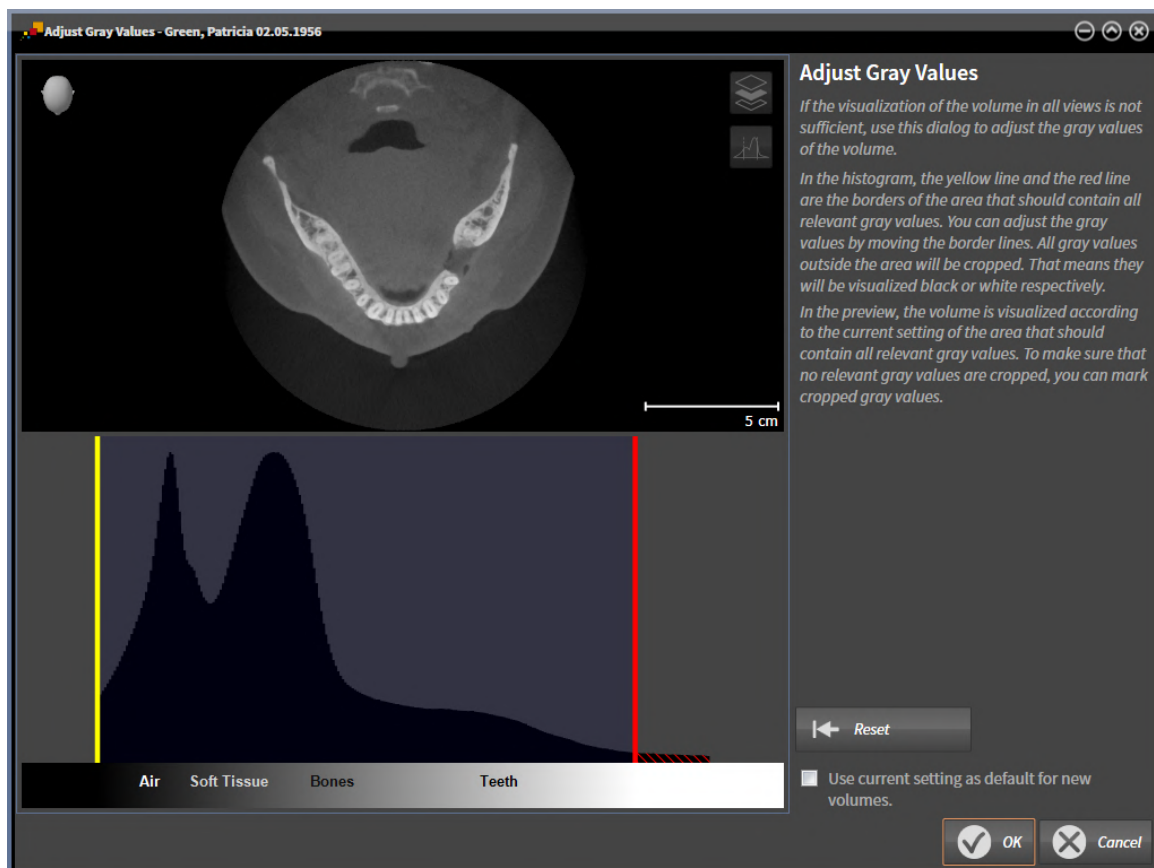 Adjust Gray Values - Green, Patricia 02.05.1956
5 cm
Air Soft Tissue Bones Teeth
Adjust Gray Values
If the visualization of the volume in all views is not
sufficient, use this dialog to adjust the gray values
of the volume.
In the histogram, the yellow line and the red line
are the borders of the area that should contain all
relevant gray values. You can adjust the gray
values by moving the border lines. All gray values
outside the area will be cropped. That means they
will be visualized black or white respectively.
In the preview, the volume is visualized according
to the current setting of the area that should
contain all relevant gray values. To make sure that
no relevant gray values are cropped, you can mark
cropped gray values.
Reset
Use current setting as default for new
volumes.
OK Cancel